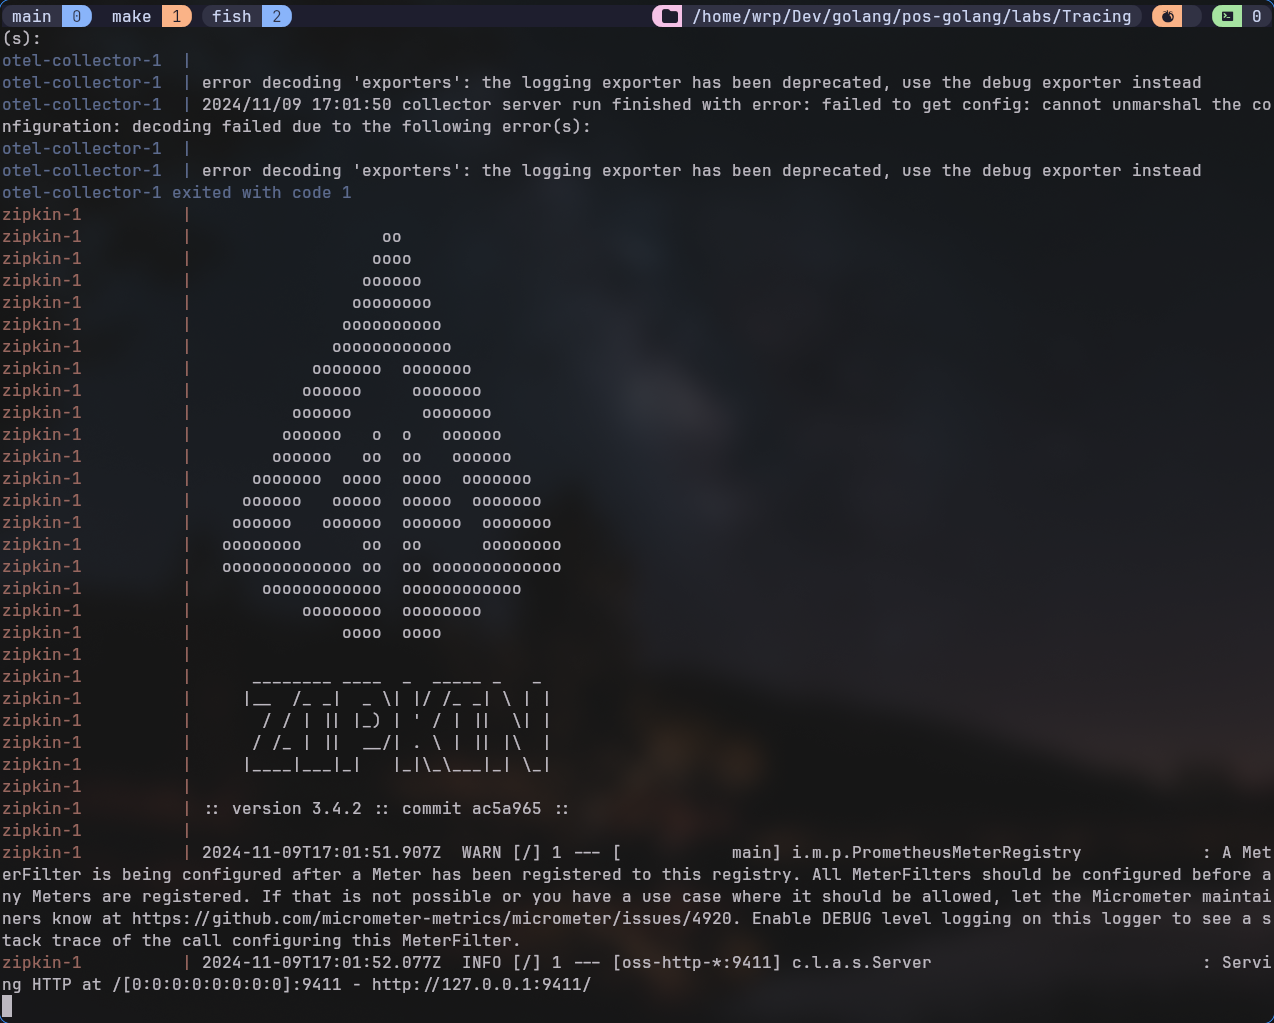 main 0 make 1 fish 2 /home/wrp/Dev/golang/pos-golang/labs/Tracing 0
(s):
otel-collector-1  |
otel-collector-1  | error decoding 'exporters': the logging exporter has been deprecated, use the debug exporter instead
otel-collector-1  | 2024/11/09 17:01:50 collector server run finished with error: failed to get config: cannot unmarshal the co
nfiguration: decoding failed due to the following error(s):
otel-collector-1  |
otel-collector-1  | error decoding 'exporters': the logging exporter has been deprecated, use the debug exporter instead
otel-collector-1 exited with code 1
zipkin-1          |
zipkin-1          |                   oo
zipkin-1          |                  oooo
zipkin-1          |                 oooooo
zipkin-1          |                oooooooo
zipkin-1          |               oooooooooo
zipkin-1          |              oooooooooooo
zipkin-1          |            ooooooo  ooooooo
zipkin-1          |           oooooo     ooooooo
zipkin-1          |          oooooo       ooooooo
zipkin-1          |         oooooo   o  o   oooooo
zipkin-1          |        oooooo   oo  oo   oooooo
zipkin-1          |      ooooooo  oooo  oooo  ooooooo
zipkin-1          |     oooooo   ooooo  ooooo  ooooooo
zipkin-1          |    oooooo   oooooo  oooooo  ooooooo
zipkin-1          |   oooooooo      oo  oo      oooooooo
zipkin-1          |   ooooooooooooo oo  oo ooooooooooooo
zipkin-1          |       oooooooooooo  oooooooooooo
zipkin-1          |           oooooooo  oooooooo
zipkin-1          |               oooo  oooo
zipkin-1          |
zipkin-1          |      ________ ____  _  _____ _   _
zipkin-1          |     |__  /_ _|  _ \| |/ /_ _| \ | |
zipkin-1          |       / / | || |_) | ' / | ||  \| |
zipkin-1          |      / /_ | ||  __/| . \ | || |\  |
zipkin-1          |     |____|___|_|   |_|\_\___|_| \_|
zipkin-1          |
zipkin-1          | :: version 3.4.2 :: commit ac5a965 ::
zipkin-1          |
zipkin-1          | 2024-11-09T17:01:51.907Z  WARN [/] 1 --- [           main] i.m.p.PrometheusMeterRegistry            : A Met
erFilter is being configured after a Meter has been registered to this registry. All MeterFilters should be configured before a
ny Meters are registered. If that is not possible or you have a use case where it should be allowed, let the Micrometer maintai
ners know at https://github.com/micrometer-metrics/micrometer/issues/4920. Enable DEBUG level logging on this logger to see a s
tack trace of the call configuring this MeterFilter.
zipkin-1          | 2024-11-09T17:01:52.077Z  INFO [/] 1 --- [oss-http-*:9411] c.l.a.s.Server                           : Servi
ng HTTP at /[0:0:0:0:0:0:0:0]:9411 - http://127.0.0.1:9411/